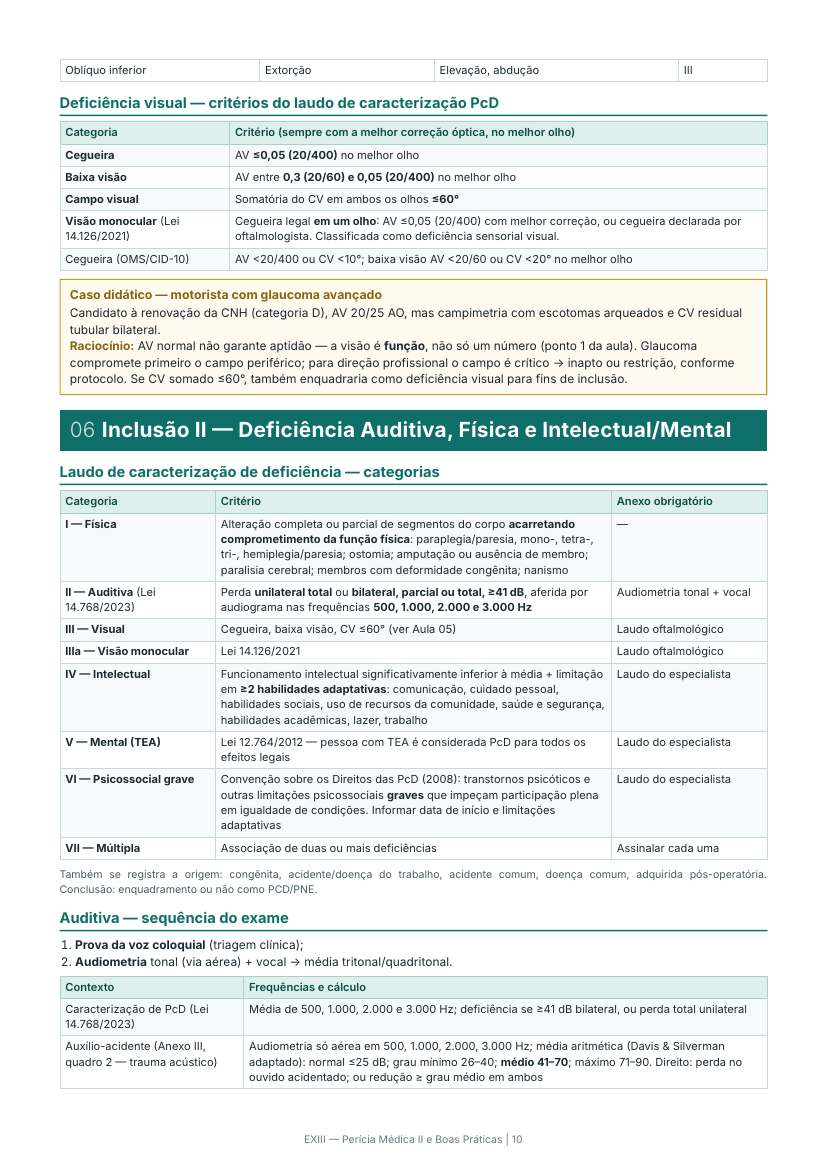 Oblíquo inferior Extorção Elevação, abdução III
Deficiência visual — critérios do laudo de caracterização PcD
Categoria Critério (sempre com a melhor correção óptica, no melhor olho)
Cegueira AV ≤0,05 (20/400) no melhor olho
Baixa visão AV entre 0,3 (20/60) e 0,05 (20/400) no melhor olho
Campo visual Somatória do CV em ambos os olhos ≤60°
Visão monocular (Lei
14.126/2021)
Cegueira legal em um olho: AV ≤0,05 (20/400) com melhor correção, ou cegueira declarada por
oftalmologista. Classificada como deficiência sensorial visual.
Cegueira (OMS/CID-10) AV <20/400 ou CV <10°; baixa visão AV <20/60 ou CV <20° no melhor olho
Caso didático — motorista com glaucoma avançado
Candidato à renovação da CNH (categoria D), AV 20/25 AO, mas campimetria com escotomas arqueados e CV residual
tubular bilateral.
Raciocínio: AV normal não garante aptidão — a visão é função, não só um número (ponto 1 da aula). Glaucoma
compromete primeiro o campo periférico; para direção profissional o campo é crítico → inapto ou restrição, conforme
protocolo. Se CV somado ≤60°, também enquadraria como deficiência visual para fins de inclusão.
06 Inclusão II — Deficiência Auditiva, Física e Intelectual/Mental
Laudo de caracterização de deficiência — categorias
Categoria Critério Anexo obrigatório
I — Física
Alteração completa ou parcial de segmentos do corpo acarretando
comprometimento da função física: paraplegia/paresia, mono-, tetra-,
tri-, hemiplegia/paresia; ostomia; amputação ou ausência de membro;
paralisia cerebral; membros com deformidade congênita; nanismo
—
II — Auditiva (Lei
14.768/2023)
Perda unilateral total ou bilateral, parcial ou total, ≥41 dB, aferida por
audiograma nas frequências 500, 1.000, 2.000 e 3.000 Hz
Audiometria tonal + vocal
III — Visual Cegueira, baixa visão, CV ≤60° (ver Aula 05) Laudo oftalmológico
IIIa — Visão monocular Lei 14.126/2021 Laudo oftalmológico
IV — Intelectual
Funcionamento intelectual significativamente inferior à média + limitação
em ≥2 habilidades adaptativas: comunicação, cuidado pessoal,
habilidades sociais, uso de recursos da comunidade, saúde e segurança,
habilidades acadêmicas, lazer, trabalho
Laudo do especialista
V — Mental (TEA)
Lei 12.764/2012 — pessoa com TEA é considerada PcD para todos os
efeitos legais
Laudo do especialista
VI — Psicossocial grave
Convenção sobre os Direitos das PcD (2008): transtornos psicóticos e
outras limitações psicossociais graves que impeçam participação plena
em igualdade de condições. Informar data de início e limitações
adaptativas
Laudo do especialista
VII — Múltipla Associação de duas ou mais deficiências Assinalar cada uma
Também se registra a origem: congênita, acidente/doença do trabalho, acidente comum, doença comum, adquirida pós-operatória.
Conclusão: enquadramento ou não como PCD/PNE.
Auditiva — sequência do exame
1. Prova da voz coloquial (triagem clínica);
2. Audiometria tonal (via aérea) + vocal → média tritonal/quadritonal.
Contexto Frequências e cálculo
Caracterização de PcD (Lei
14.768/2023)
Média de 500, 1.000, 2.000 e 3.000 Hz; deficiência se ≥41 dB bilateral, ou perda total unilateral
Auxílio-acidente (Anexo III,
quadro 2 — trauma acústico)
Audiometria só aérea em 500, 1.000, 2.000, 3.000 Hz; média aritmética (Davis & Silverman
adaptado): normal ≤25 dB; grau mínimo 26–40; médio 41–70; máximo 71–90. Direito: perda no
ouvido acidentado; ou redução ≥ grau médio em ambos
EXIII — Perícia Médica II e Boas Práticas | 10